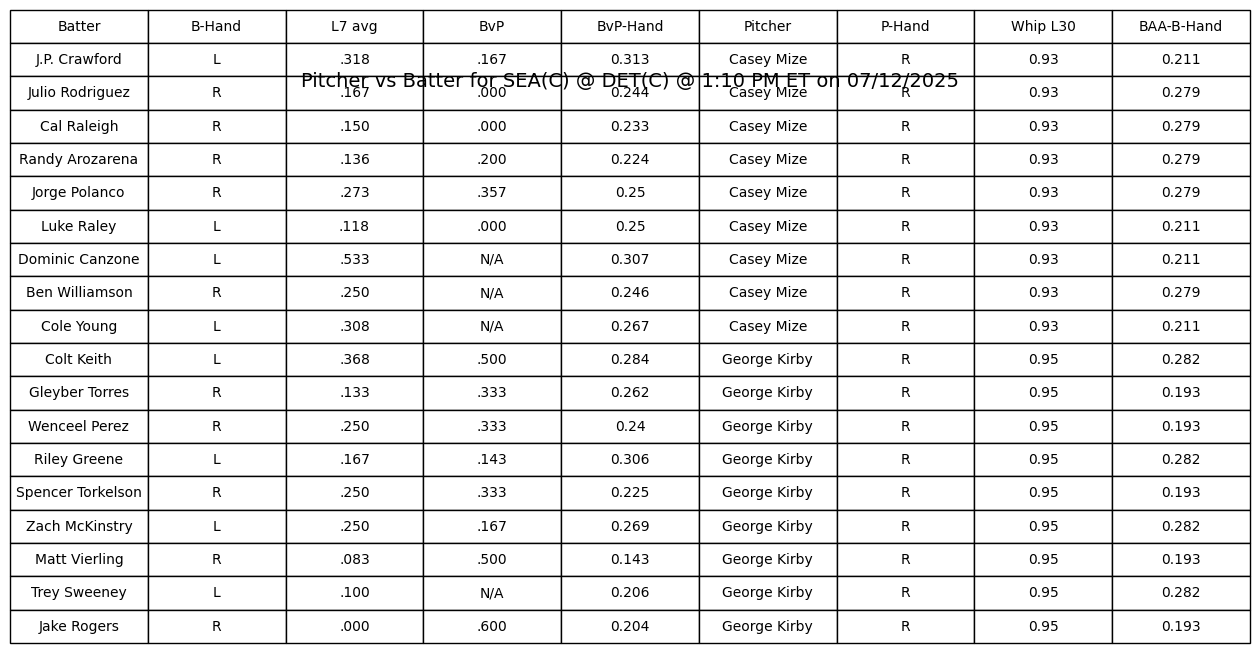 Batter B-Hand L7 avg BvP BvP-Hand Pitcher P-Hand Whip L30 BAA-B-Hand
J.P. Crawford L .318 .167 0.313 Casey Mize R 0.93 0.211
Pitcher vs Batter for SEA(C) @ DET(C) @ 1:10 PM ET on 07/12/2025
Julio Rodriguez R .167 .000 0.244 Casey Mize R 0.93 0.279
Cal Raleigh R .150 .000 0.233 Casey Mize R 0.93 0.279
Randy Arozarena R .136 .200 0.224 Casey Mize R 0.93 0.279
Jorge Polanco R .273 .357 0.25 Casey Mize R 0.93 0.279
Luke Raley L .118 .000 0.25 Casey Mize R 0.93 0.211
Dominic Canzone L .533 N/A 0.307 Casey Mize R 0.93 0.211
Ben Williamson R .250 N/A 0.246 Casey Mize R 0.93 0.279
Cole Young L .308 N/A 0.267 Casey Mize R 0.93 0.211
Colt Keith L .368 .500 0.284 George Kirby R 0.95 0.282
Gleyber Torres R .133 .333 0.262 George Kirby R 0.95 0.193
Wenceel Perez R .250 .333 0.24 George Kirby R 0.95 0.193
Riley Greene L .167 .143 0.306 George Kirby R 0.95 0.282
Spencer Torkelson R .250 .333 0.225 George Kirby R 0.95 0.193
Zach McKinstry L .250 .167 0.269 George Kirby R 0.95 0.282
Matt Vierling R .083 .500 0.143 George Kirby R 0.95 0.193
Trey Sweeney L .100 N/A 0.206 George Kirby R 0.95 0.282
Jake Rogers R .000 .600 0.204 George Kirby R 0.95 0.193